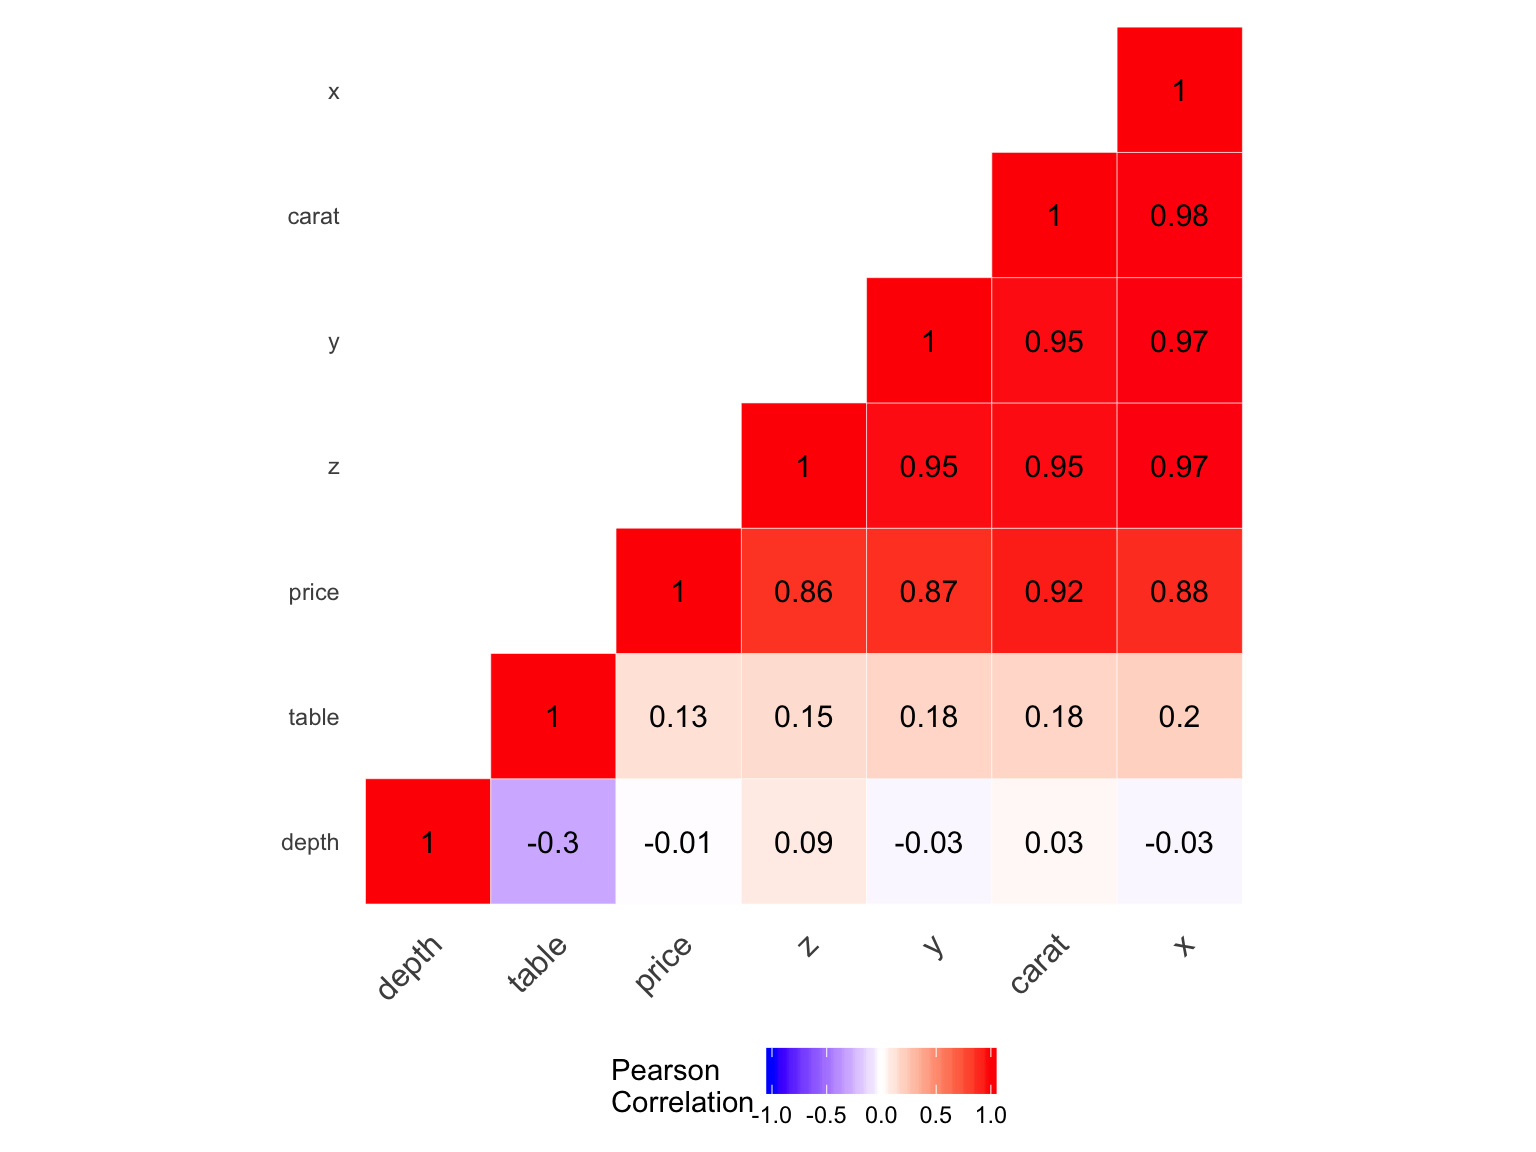 x 1
carat 1 0.98
y 1 0.95 0.97
z 1 0.95 0.95 0.97
price 1 0.86 0.87 0.92 0.88
table 1 0.13 0.15 0.18 0.18 0.2
depth 1 -0.3 -0.01 0.09 -0.03 0.03 -0.03
depth table price z y carat x
Pearson
Correlation
-1.0 -0.5 0.0 0.5 1.0